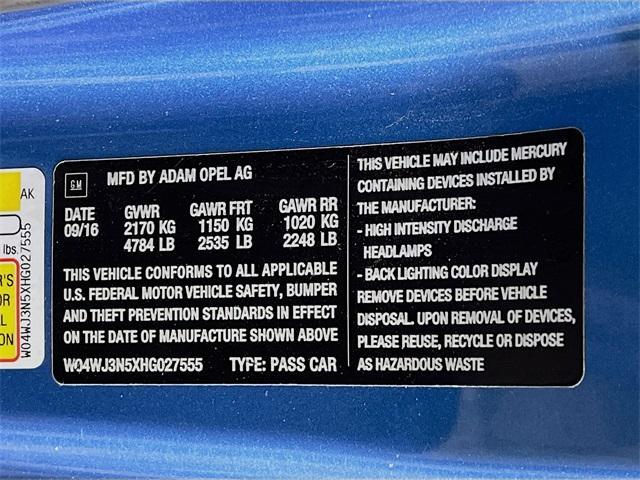 GM MFD BY ADAM OPEL AG
DATE GVWR GAWR FRT GAWR RR
09/16 2170 KG 1150 KG 1020 KG
4784 LB 2535 LB 2248 LB
THIS VEHICLE CONFORMS TO ALL APPLICABLE
U.S. FEDERAL MOTOR VEHICLE SAFETY, BUMPER
AND THEFT PREVENTION STANDARDS IN EFFECT
ON THE DATE OF MANUFACTURE SHOWN ABOVE
W04WJ3N5XHG027555 TYPE: PASS CAR
THIS VEHICLE MAY INCLUDE MERCURY
CONTAINING DEVICES INSTALLED BY
THE MANUFACTURER:
- HIGH INTENSITY DISCHARGE
HEADLAMPS
- BACK LIGHTING COLOR DISPLAY
REMOVE DEVICES BEFORE VEHICLE
DISPOSAL. UPON REMOVAL OF DEVICES,
PLEASE REUSE, RECYCLE OR DISPOSE
AS HAZARDOUS WASTE
AK
lbs.
W04WJ3N5XHG027555